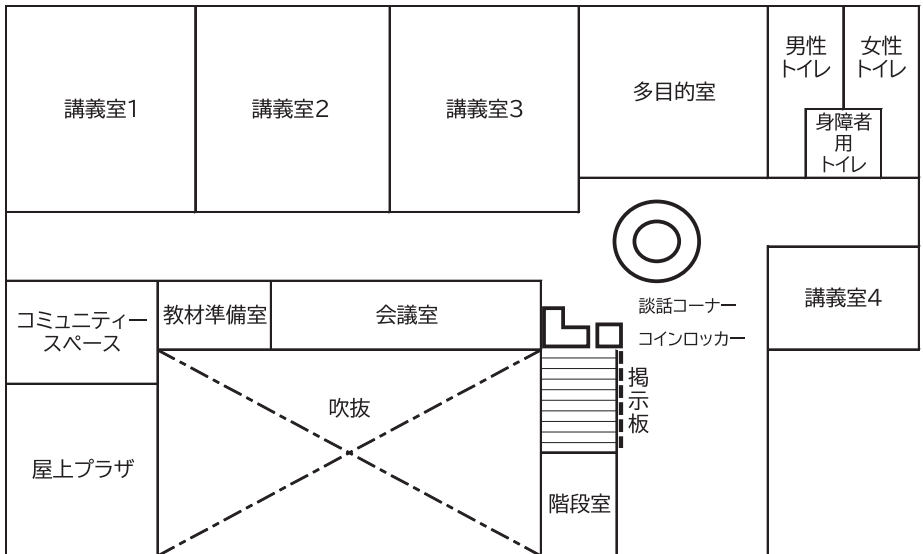 講義室1
講義室2
講義室3
多目的室
男性
トイレ
女性
トイレ
身障者
用
トイレ
コミュニティー
スペース
教材準備室
会議室
談話コーナー
コインロッカー
講義室4
掲示板
吹抜
屋上プラザ
階段室